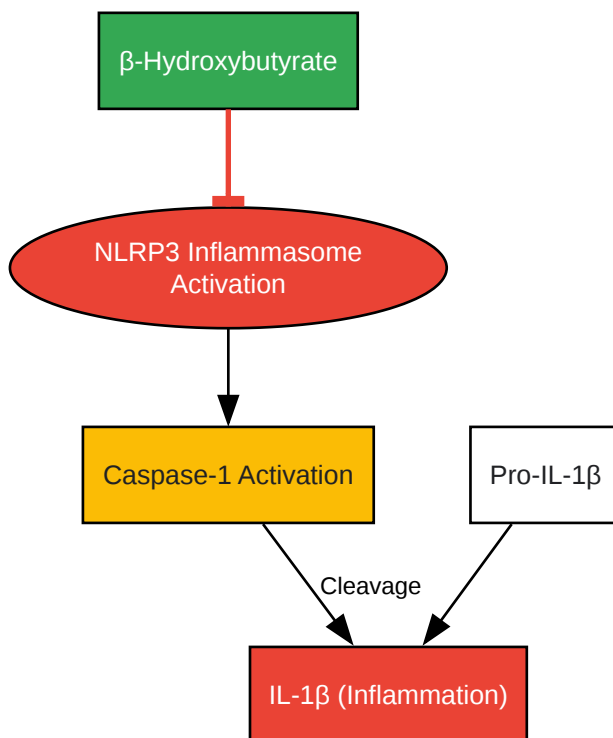 β-Hydroxybutyrate
NLRP3 Inflammasome
Activation
Caspase-1 Activation
Pro-IL-1β
Cleavage
IL-1β (Inflammation)